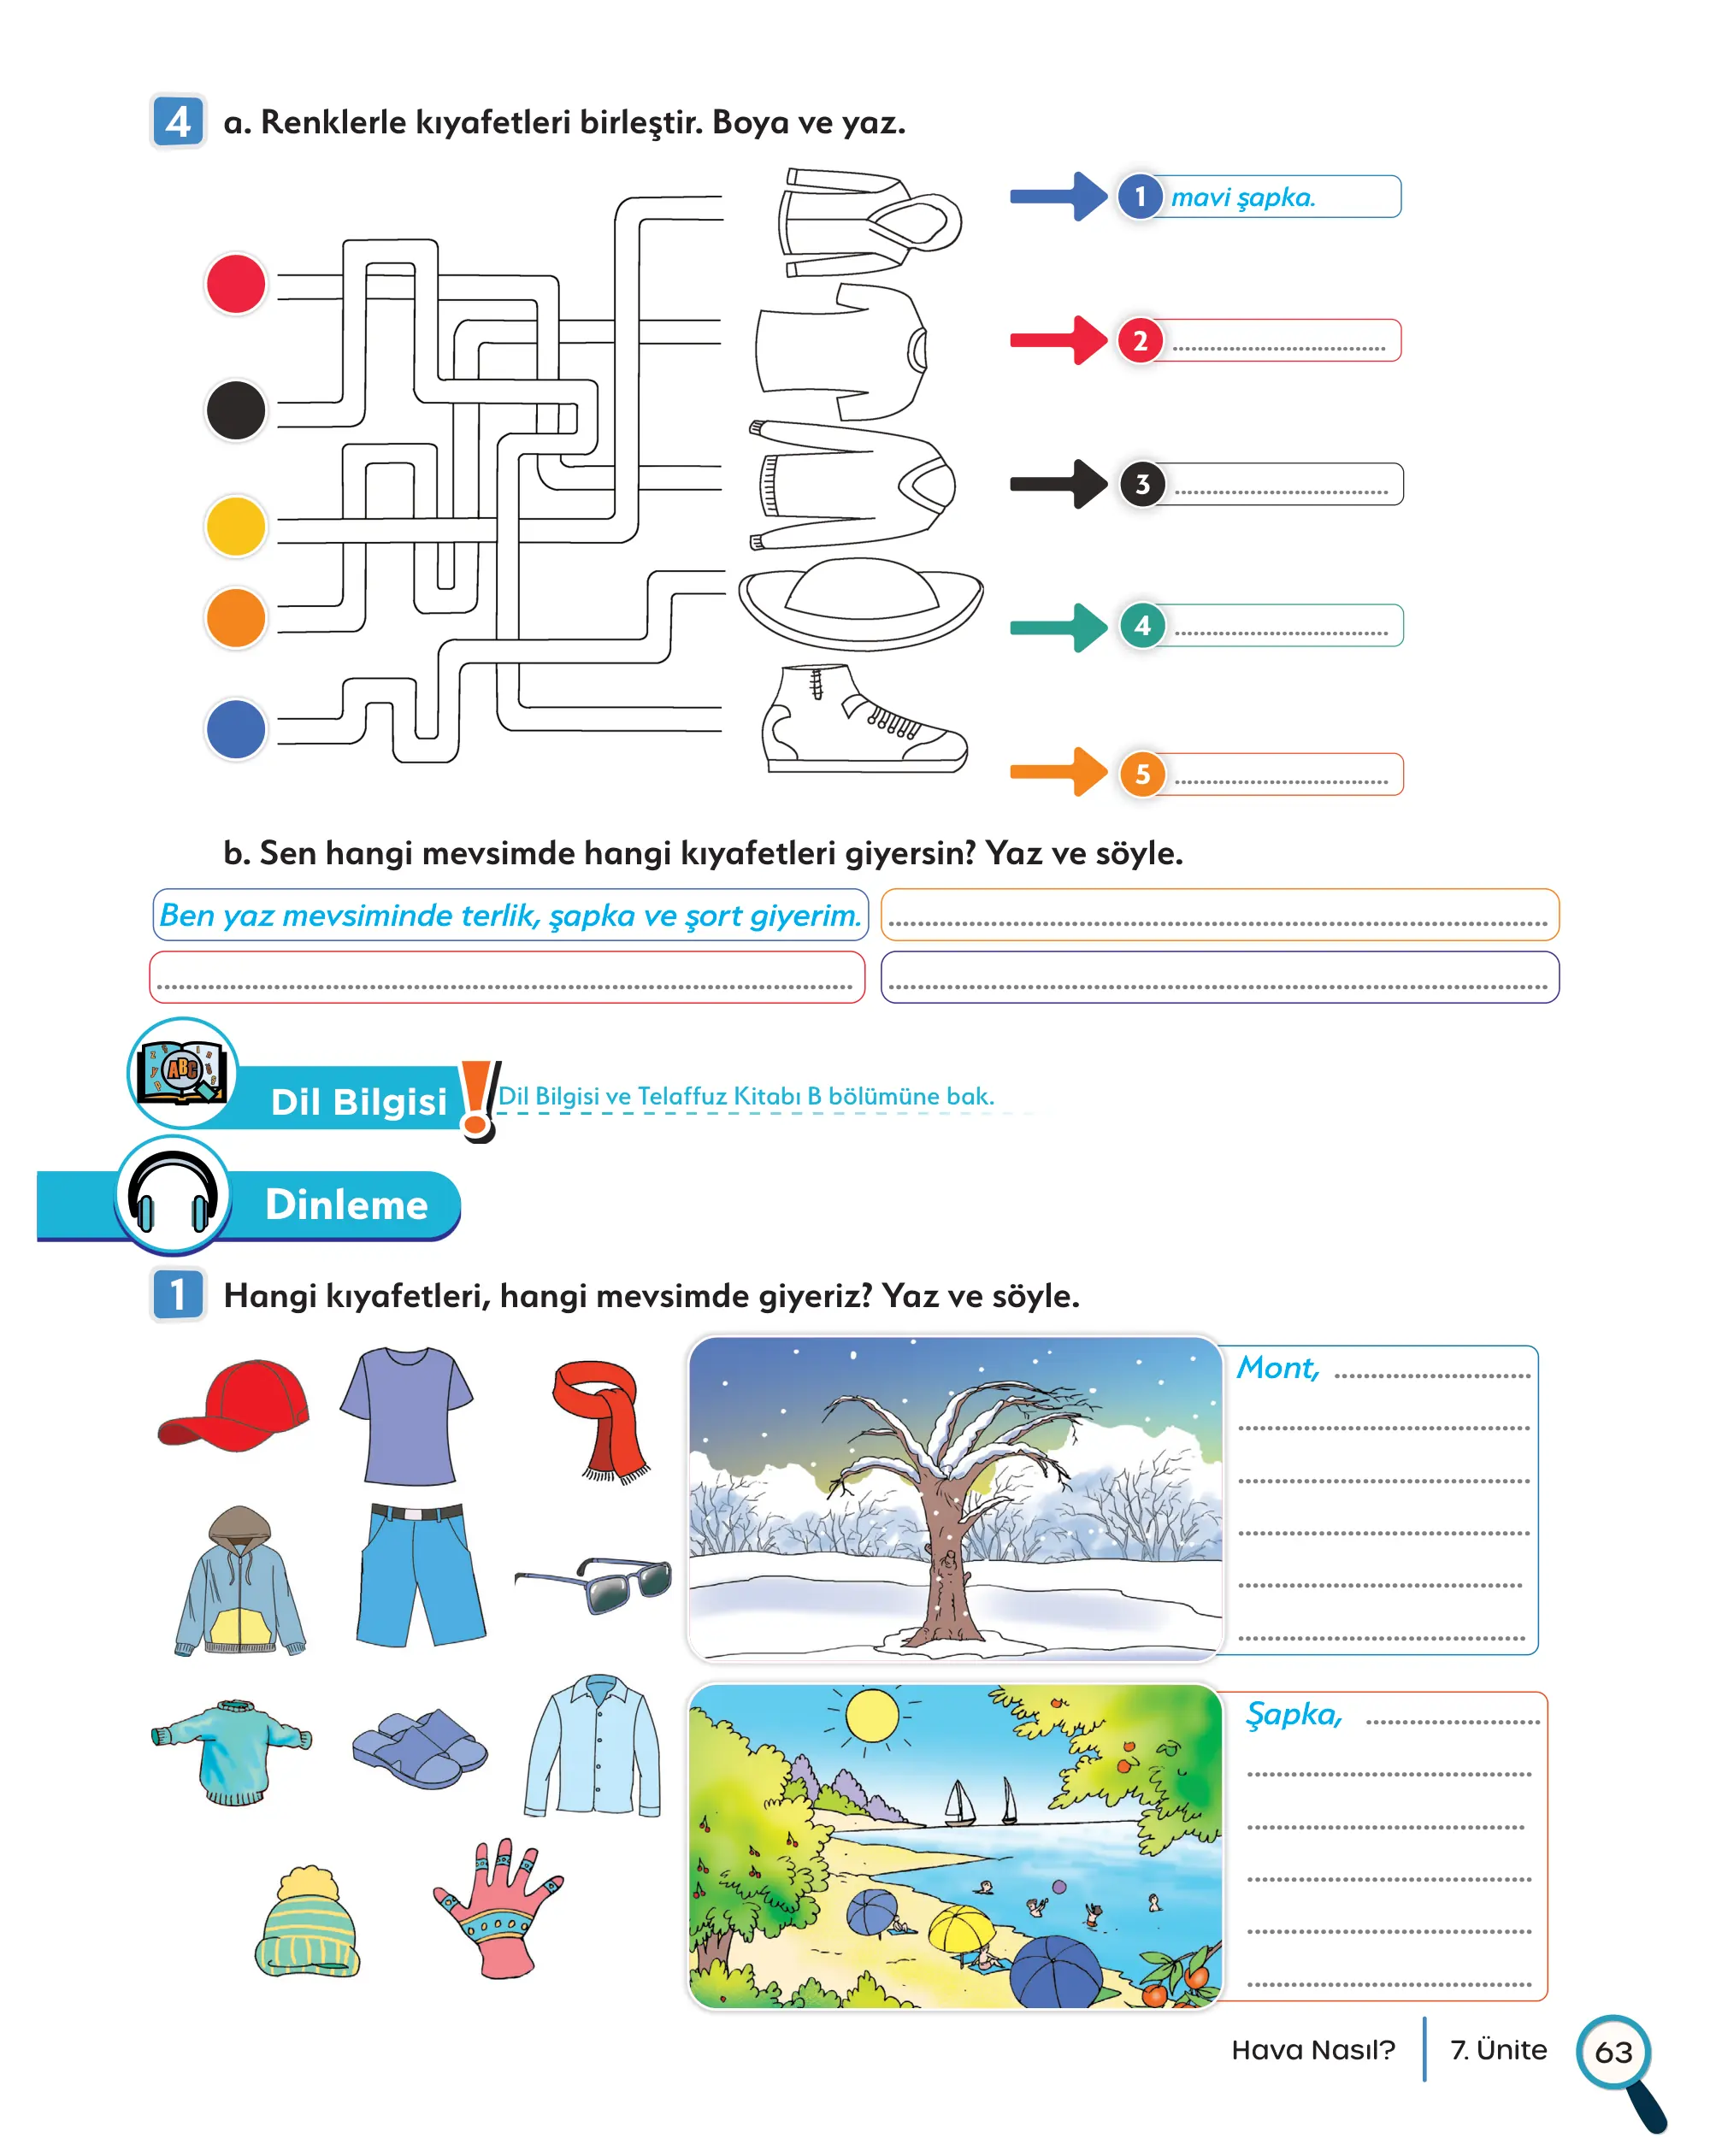 4 a. Renklerle kıyafetleri birleştir. Boya ve yaz.
1 mavi şapka.
2 ..................................
3 ..................................
4 ..................................
5 ..................................
b. Sen hangi mevsimde hangi kıyafetleri giyersin? Yaz ve söyle.
Ben yaz mevsiminde terlik, şapka ve şort giyerim.
ABC
Dil Bilgisi
Dil Bilgisi ve Telaffuz Kitabı B bölümüne bak.
Dinleme
1 Hangi kıyafetleri, hangi mevsimde giyeriz? Yaz ve söyle.
Mont, ..................................
Şapka, ..................................
Hava Nasıl? 7. Ünite 63